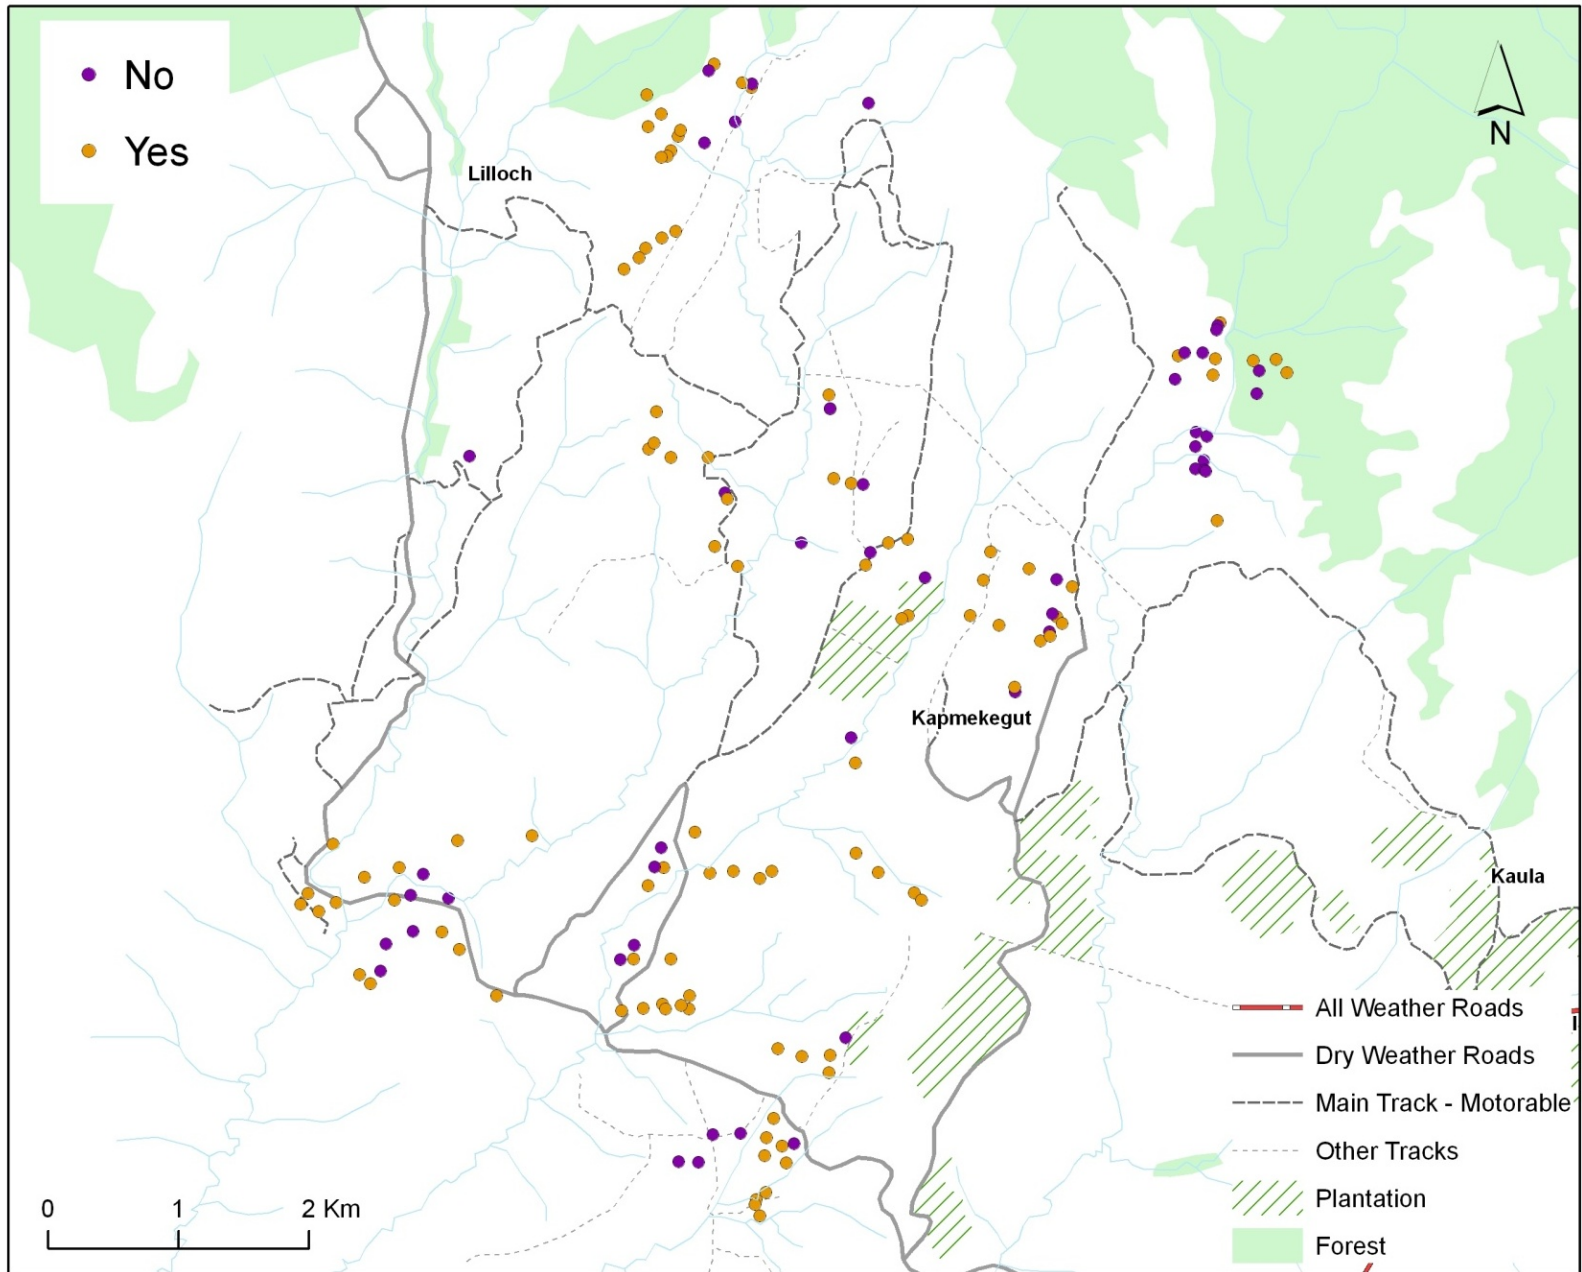 No
Yes
N
Lilloch
Kapmekegut
Kaula
All Weather Roads
Dry Weather Roads
Main Track - Motorable
Other Tracks
Plantation
Forest
0 1 2 Km